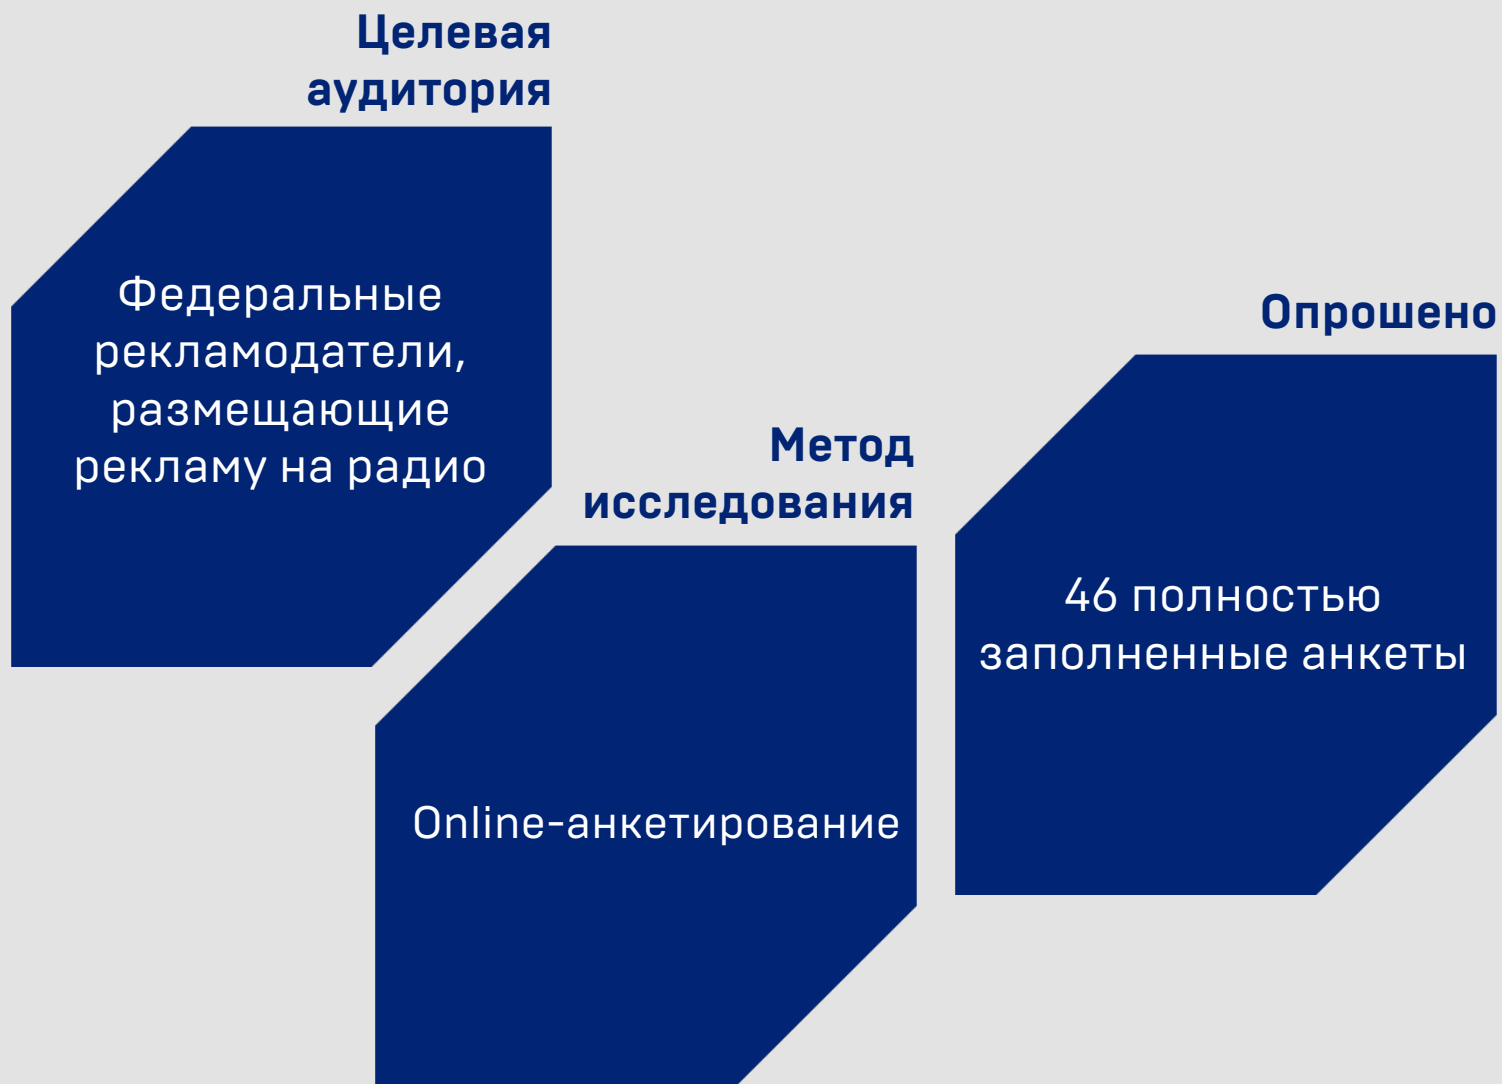 Целевая
аудитория
Федеральные
рекламодатели,
размещающие
рекламу на радио
Метод
исследования
Online-анкетирование
Опрошено
46 полностью
заполненные анкеты